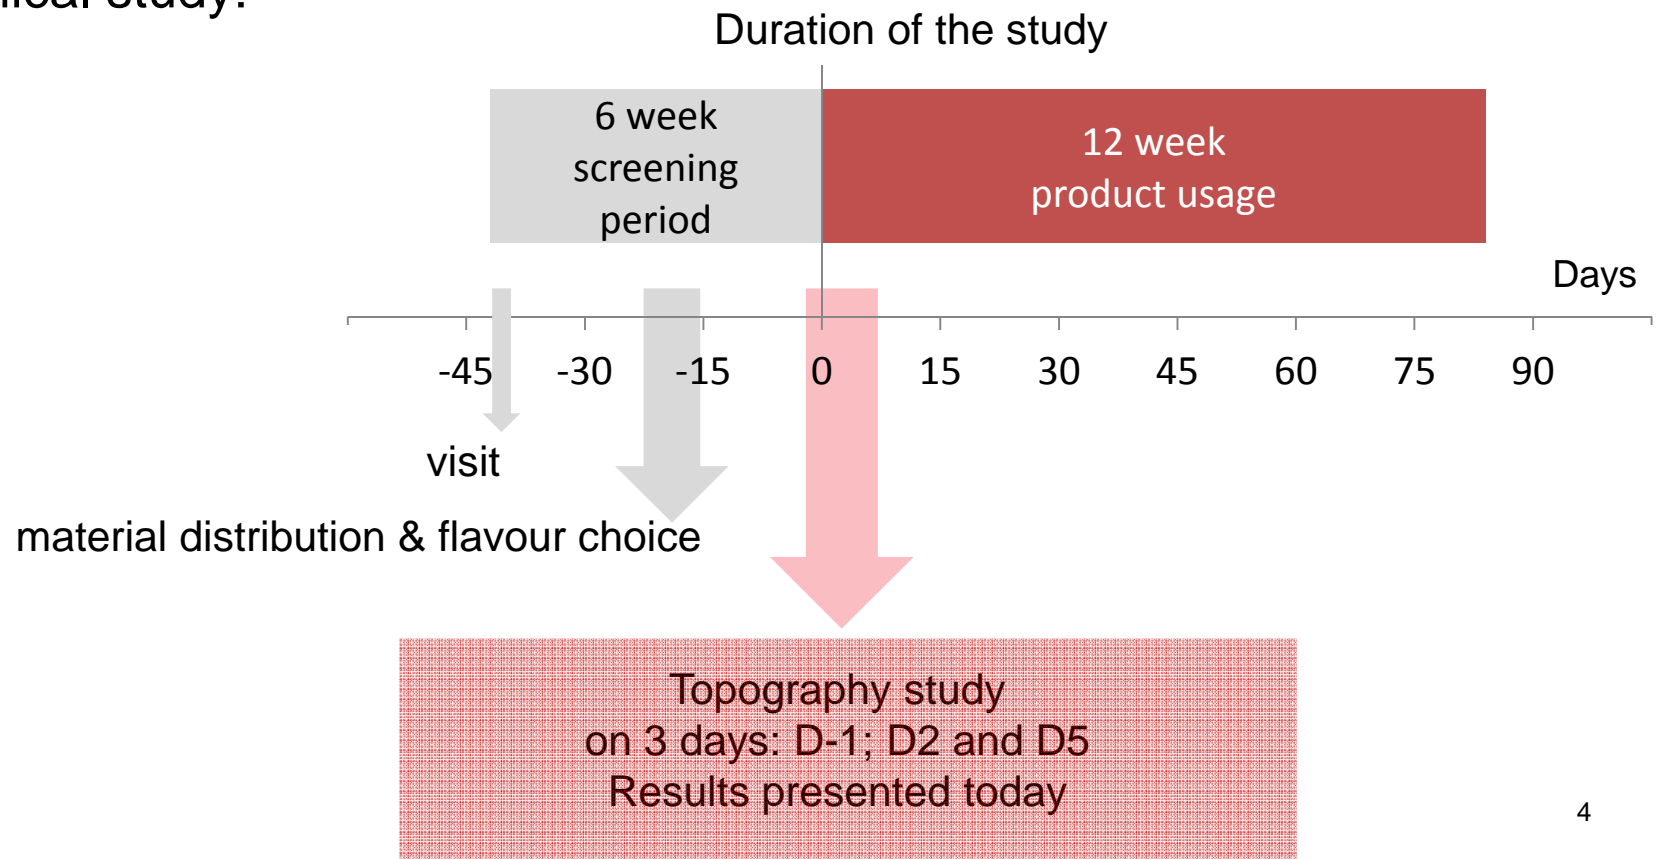 study:
Duration of the study
6 week
screening
period
12 week
product usage
Days
-45 -30 -15 0 15 30 45 60 75 90
visit
material distribution & flavour choice
Topography study
on 3 days: D-1; D2 and D5
Results presented today
4